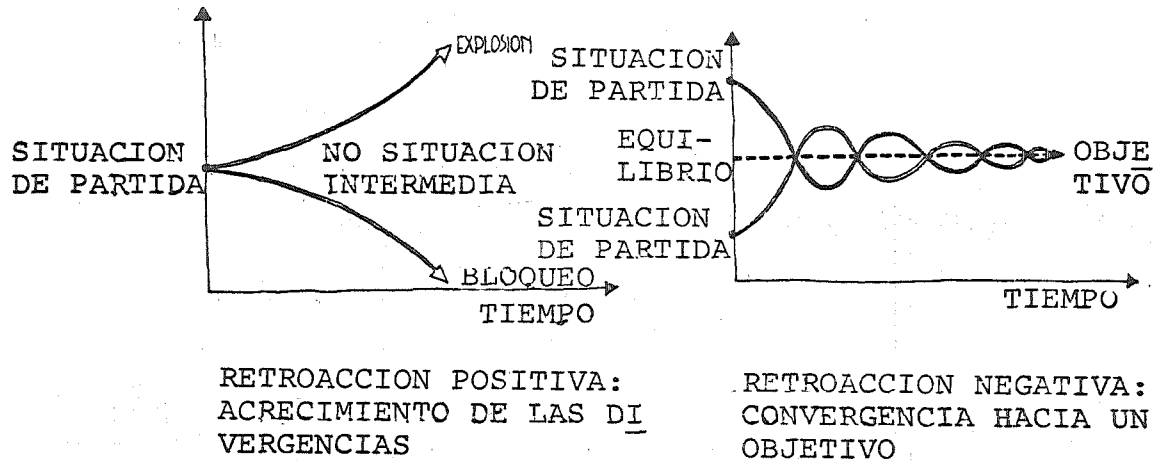 EXPLOSION
SITUACION
DE PARTIDA
NO SITUACION
INTERMEDIA
BLOQUEO
TIEMPO
RETROACCION POSITIVA:
ACRECIMIENTO DE LAS DI
VERGENCIAS
SITUACION
DE PARTIDA
EQUI-
LIBRIO
SITUACION
DE PARTIDA
OBJE
TIVO
TIEMPO
RETROACCION NEGATIVA:
CONVERGENCIA HACIA UN
OBJETIVO